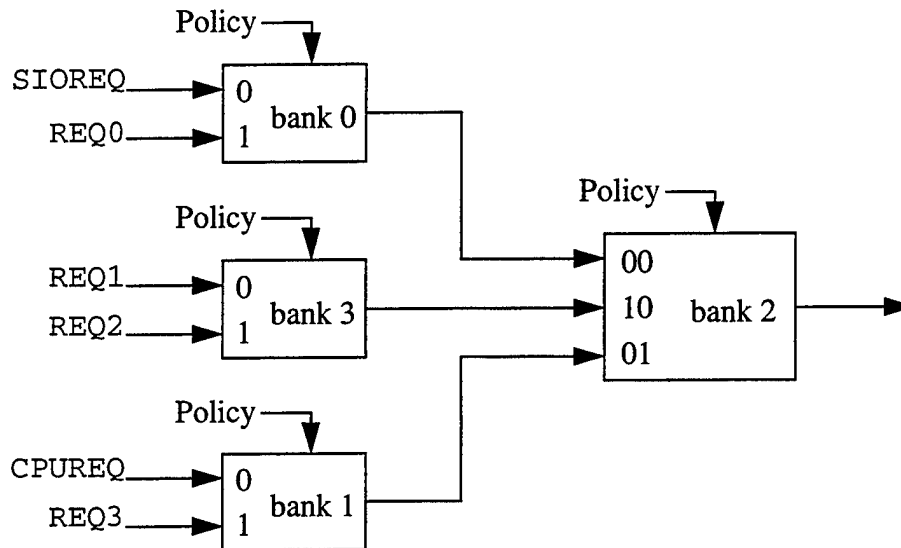 Policy
SIOREQ
0
bank 0
REQ0
1
Policy
Policy
REQ1
0
bank 3
REQ2
1
00
10
bank 2
01
Policy
CPUREQ
0
bank 1
REQ3
1